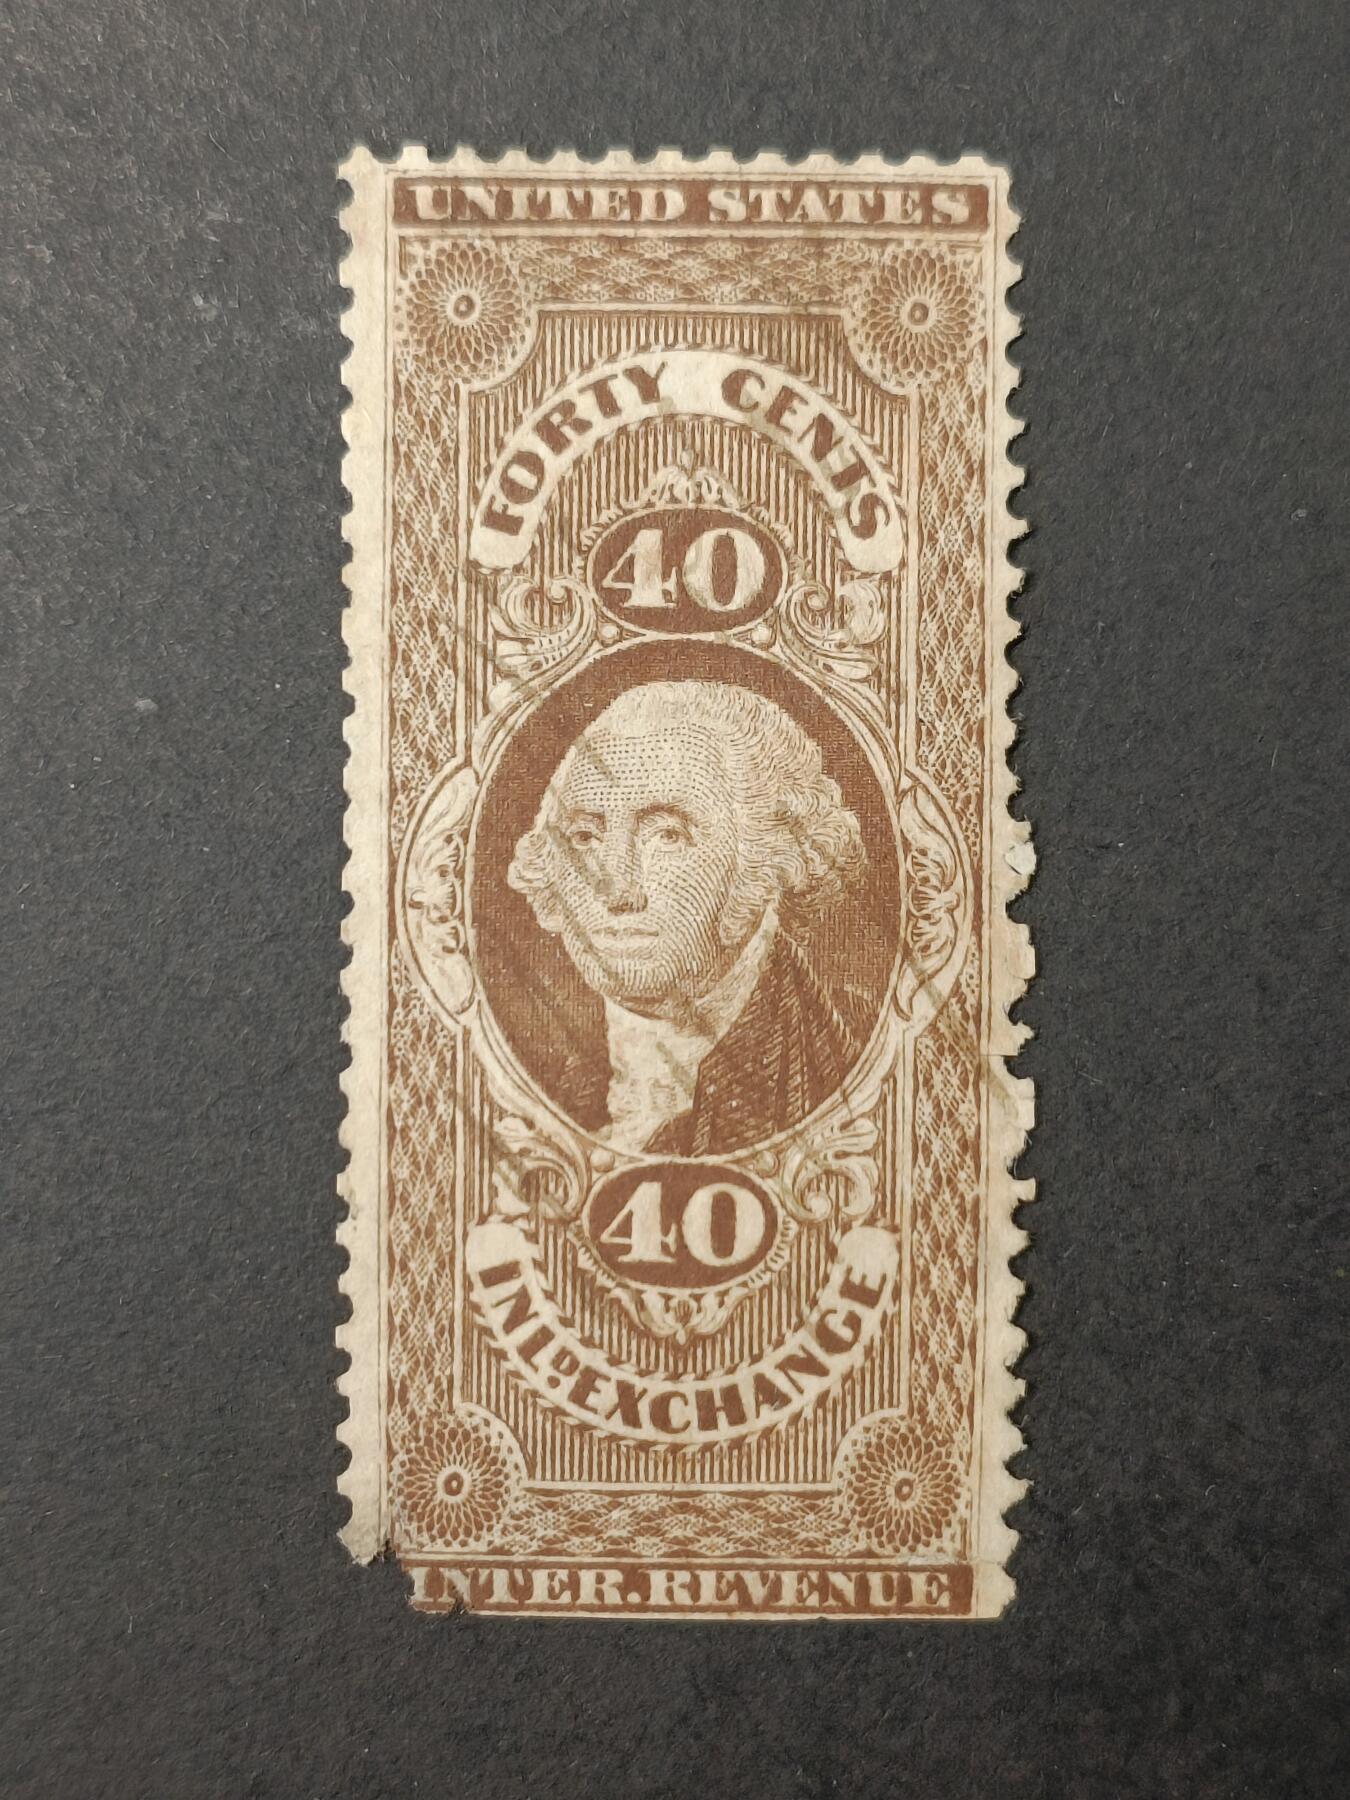 UNITED STATES
FORTY CENTS
40
40
INLD. EXCHANGE
INTER. REVENUE